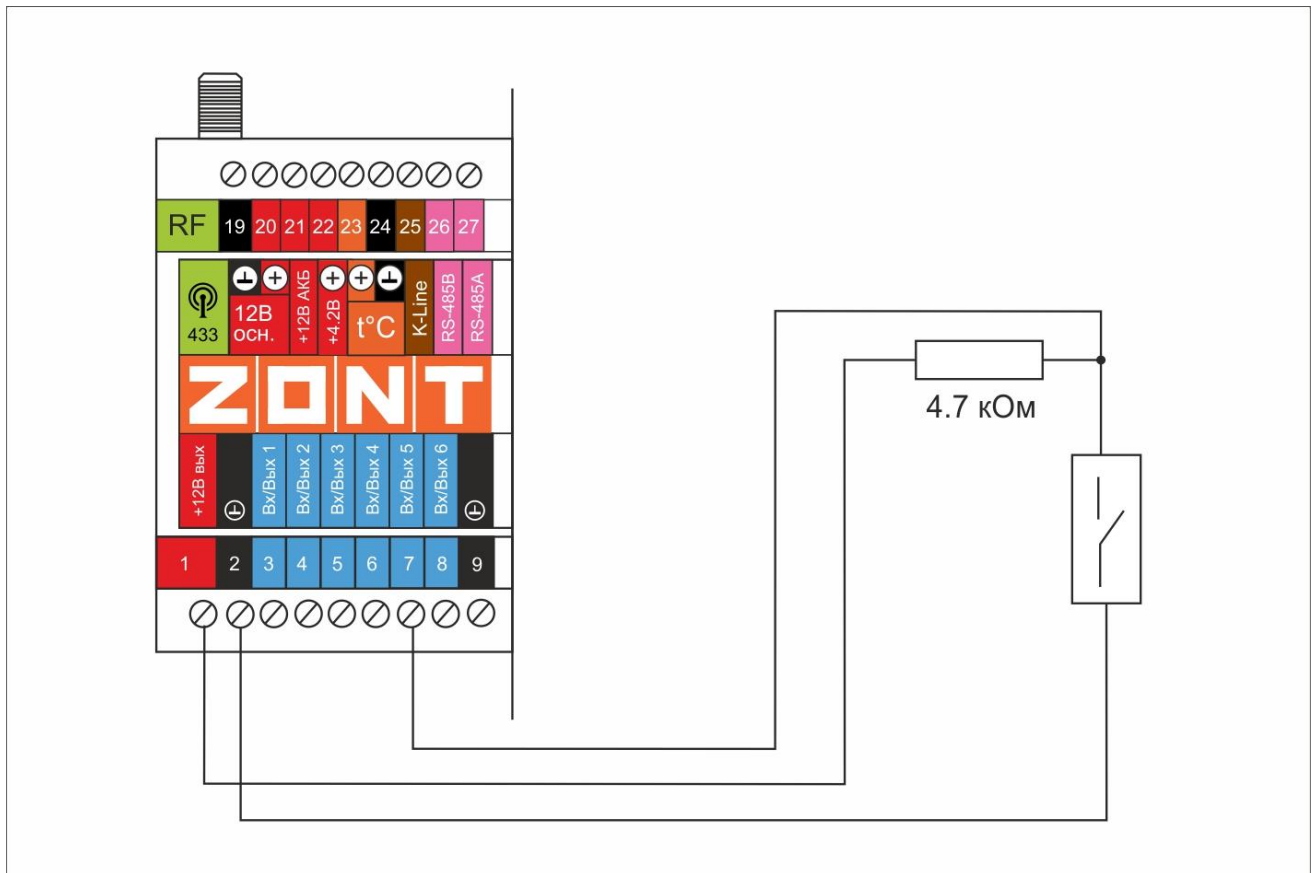 RF 19 20 21 22 23 24 25 26 27
433
12В
осн.
+12В АКБ
+4.2В
t°C
K-Line
RS-485B
RS-485A
ZONT
+12В вых
Вх/Вых 1
Вх/Вых 2
Вх/Вых 3
Вх/Вых 4
Вх/Вых 5
Вх/Вых 6
1 2 3 4 5 6 7 8 9
4.7 кОм